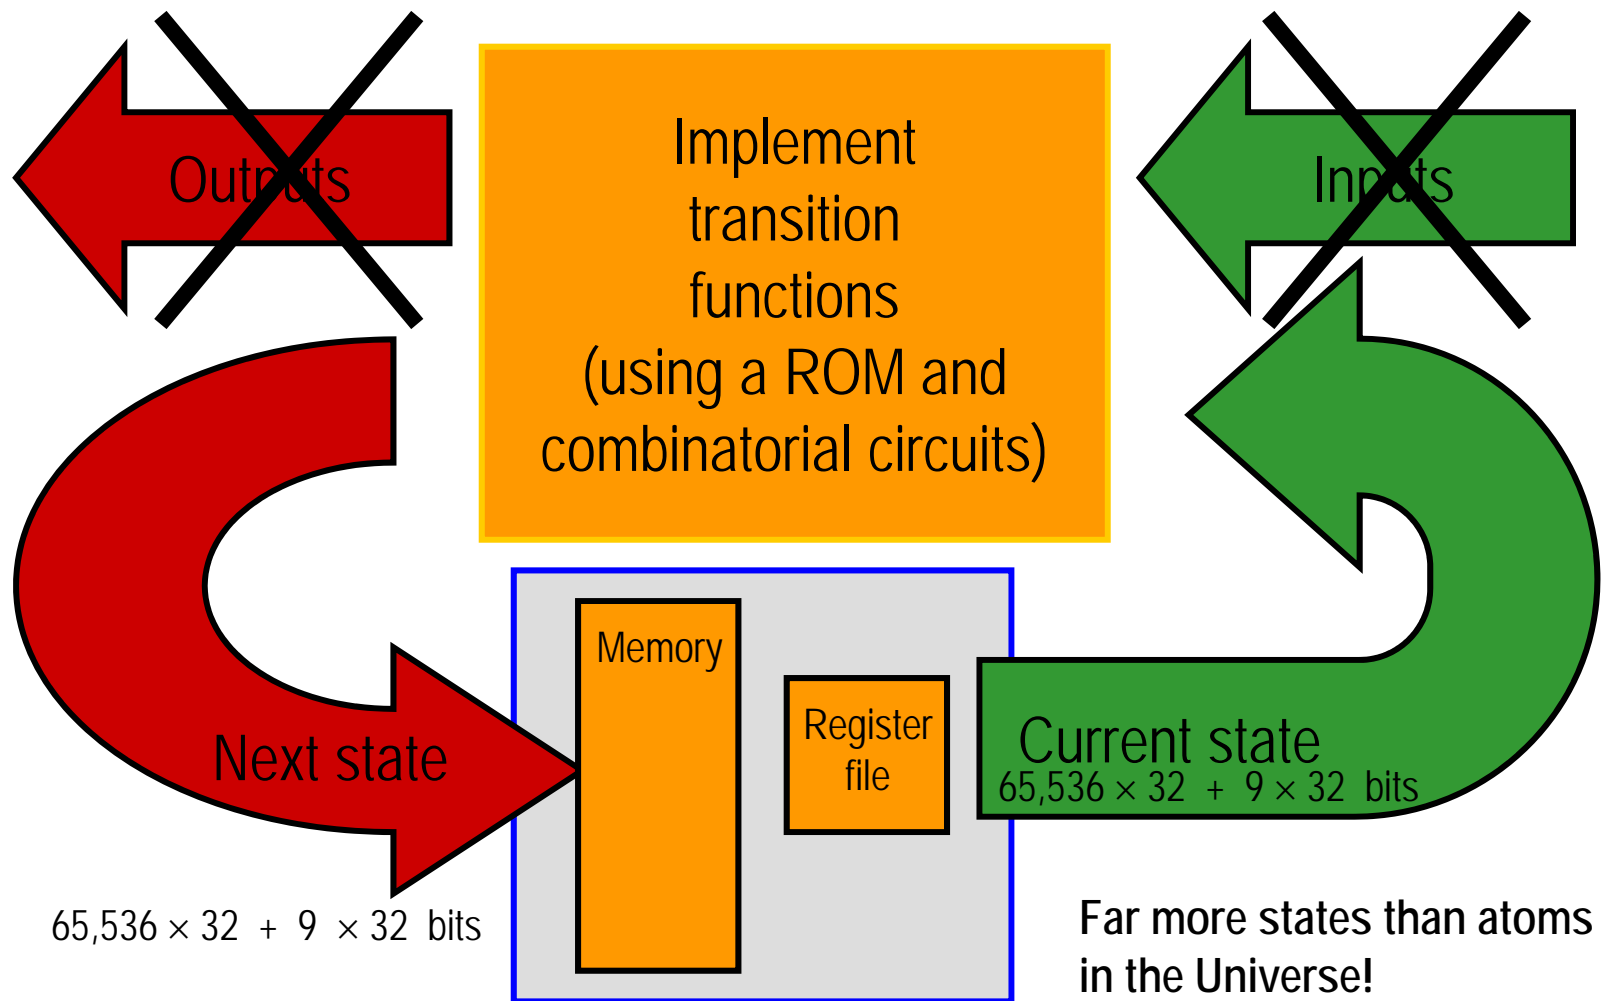 Outputs
Implement
transition
functions
(using a ROM and
combinatorial circuits)
Inputs
Memory
Register
file
Next state
Current state
65,536 × 32 + 9 × 32 bits
65,536 × 32 + 9 × 32 bits
Far more states than atoms
in the Universe!